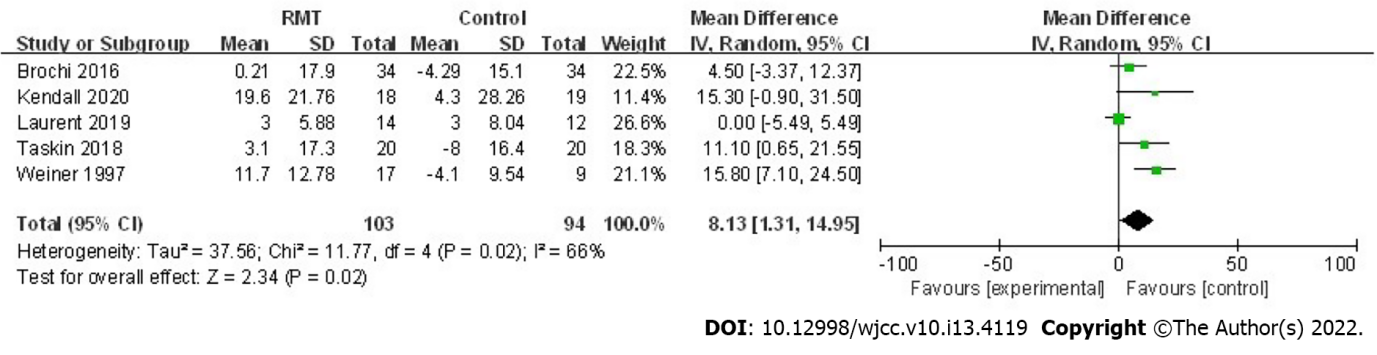 RMT Control Mean Difference Mean Difference
Study or Subgroup Mean SD Total Mean SD Total Weight IV, Random, 95% CI IV, Random, 95% CI
Brochi 2016 0.21 17.9 34 -4.29 15.1 34 22.5% 4.50 [-3.37, 12.37]
Kendall 2020 19.6 21.76 18 4.3 28.26 19 11.4% 15.30 [-0.90, 31.50]
Laurent 2019 3 5.88 14 3 8.04 12 26.6% 0.00 [-5.49, 5.49]
Taskin 2018 3.1 17.3 20 -8 16.4 20 18.3% 11.10 [0.65, 21.55]
Weiner 1997 11.7 12.78 17 -4.1 9.54 9 21.1% 15.80 [7.10, 24.50]
Total (95% CI) 103 94 100.0% 8.13 [1.31, 14.95]
Heterogeneity: Tau² = 37.56; Chi² = 11.77, df = 4 (P = 0.02); I² = 66%
Test for overall effect: Z = 2.34 (P = 0.02)
-100 -50 0 50 100
Favours [experimental] Favours [control]
DOI: 10.12998/wjcc.v10.i13.4119 Copyright ©The Author(s) 2022.